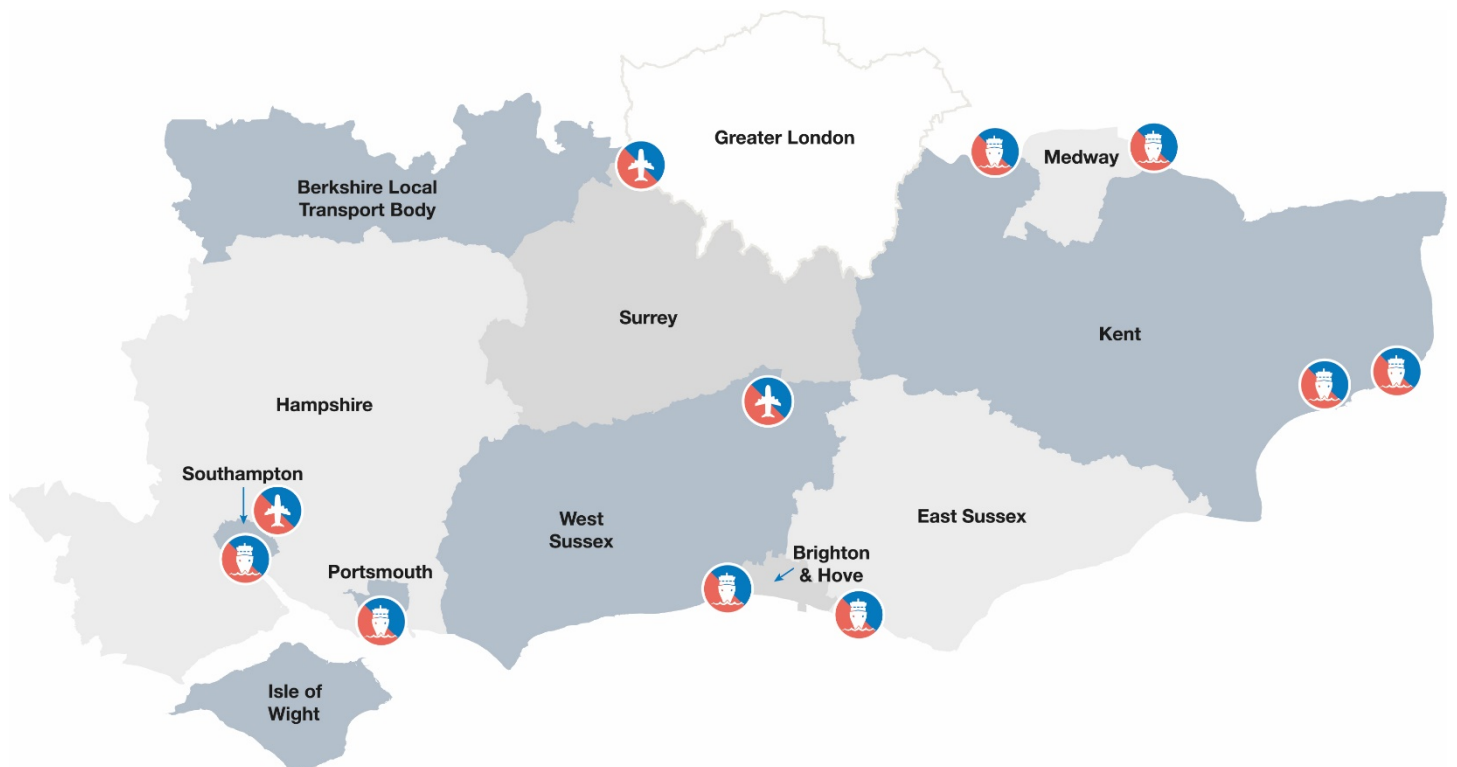 Greater London
Medway
Berkshire Local
Transport Body
Surrey
Kent
Hampshire
Southampton
West
Sussex
East Sussex
Brighton
& Hove
Portsmouth
Isle of
Wight